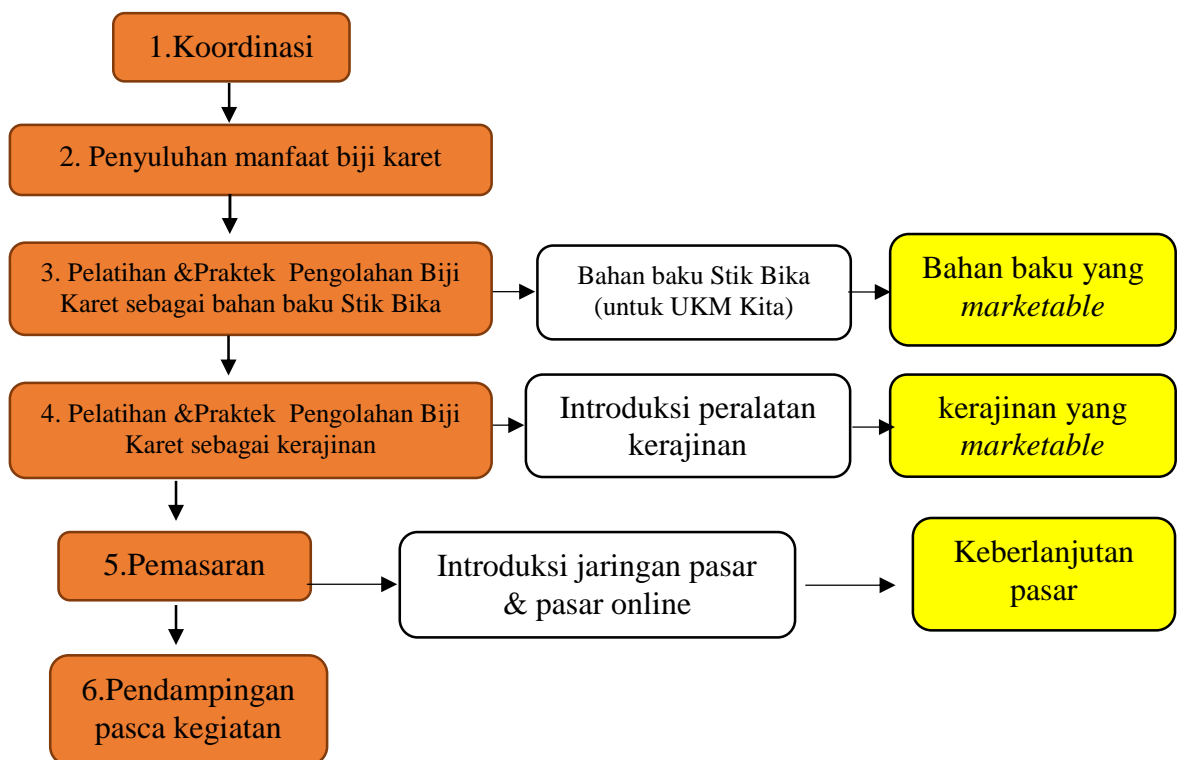 1.Koordinasi
2. Penyuluhan manfaat biji karet
3. Pelatihan &Praktek  Pengolahan Biji
Karet sebagai bahan baku Stik Bika
Bahan baku Stik Bika
(untuk UKM Kita)
Bahan baku yang
marketable
4. Pelatihan &Praktek  Pengolahan Biji
Karet sebagai kerajinan
Introduksi peralatan
kerajinan
kerajinan yang
marketable
5.Pemasaran
Introduksi jaringan pasar
& pasar online
Keberlanjutan
pasar
6.Pendampingan
pasca kegiatan